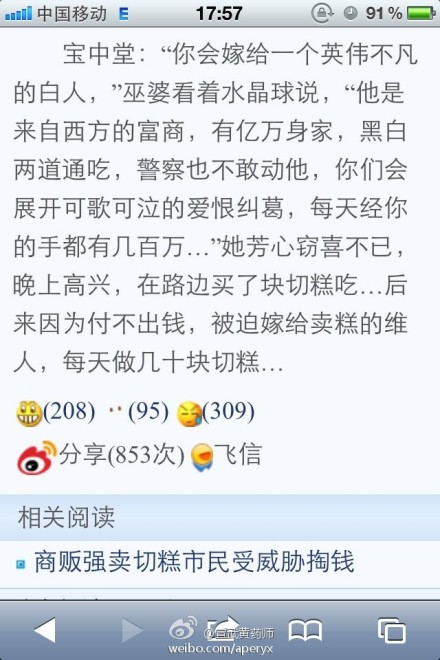 中国移动 E 17:57 91%
宝中堂：“你会嫁给一个英伟不凡
的白人，”巫婆看着水晶球说，“他是
来自西方的富商，有亿万身家，黑白
两道通吃，警察也不敢动他，你们会
展开可歌可泣的爱恨纠葛，每天经你
的手都有几百万…”她芳心窃喜不已，
晚上高兴，在路边买了块切糕吃…后
来因为付不出钱，被迫嫁给卖糕的维
人，每天做几十块切糕…
(208) (95) (309)
分享(853次) 飞信
相关阅读
商贩强卖切糕市民受威胁掏钱
@宣武黄药师
weibo.com/aperyx